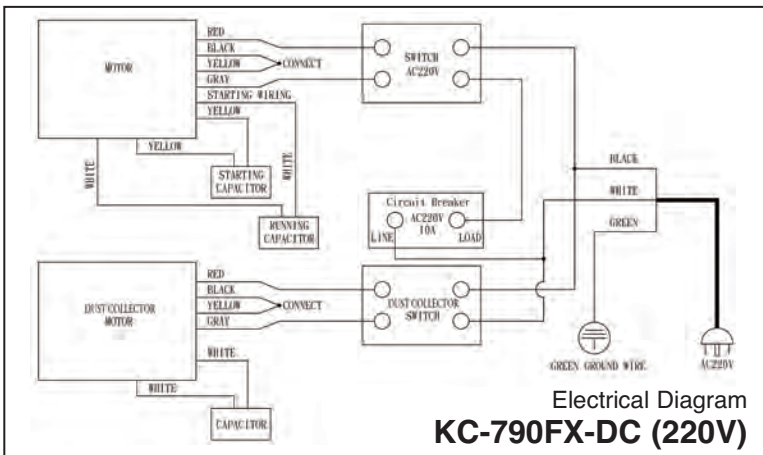 MOTOR
RED
BLACK
YELLOW
CONNECT
GRAY
STARTING WIRING
YELLOW
YELLOW
WHITE
WHITE
STARTING
CAPACITOR
RUNNING
CAPACITOR
SWITCH
AC220V
Circuit Breaker
AC220V
10A
LINE
LOAD
BLACK
WHITE
GREEN
DUST COLLECTOR
MOTOR
RED
BLACK
YELLOW
CONNECT
GRAY
WHITE
WHITE
CAPACITOR
DUST COLLECTOR
SWITCH
GREEN GROUND WIRE
AC220V
Electrical Diagram
KC-790FX-DC (220V)